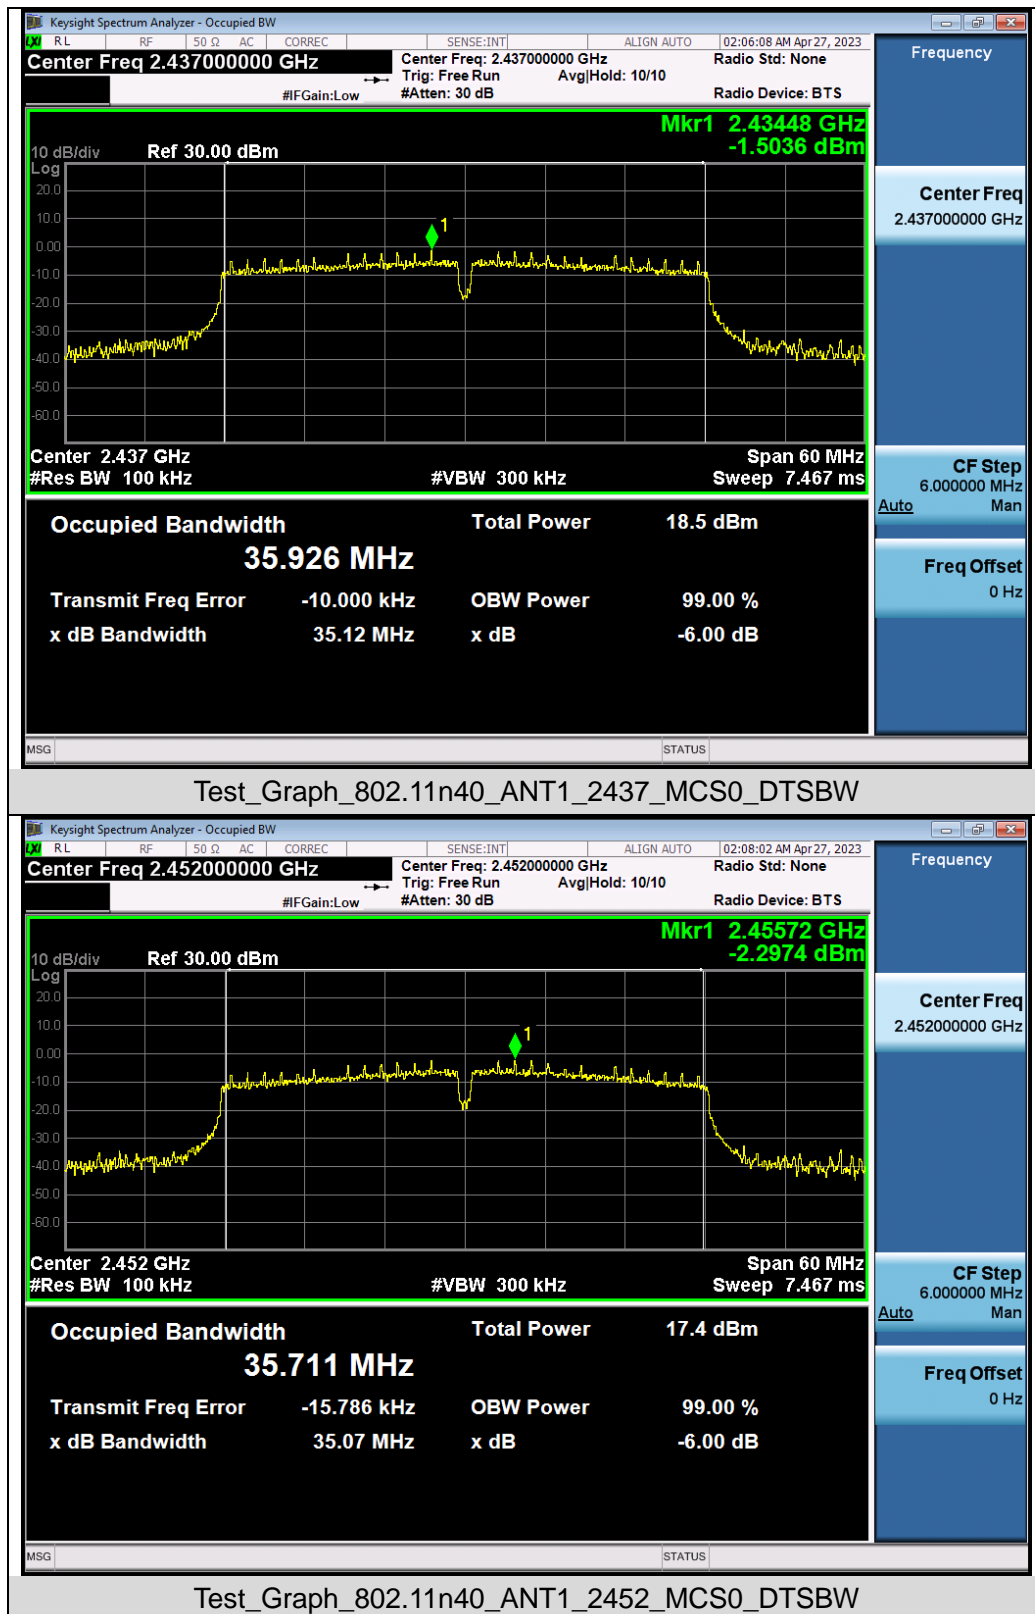 Keysight Spectrum Analyzer - Occupied BW
LXI RL RF 50 Ω AC CORREC SENSE:INT ALIGN AUTO 02:06:08 AM Apr 27, 2023
Center Freq 2.437000000 GHz
Center Freq: 2.437000000 GHz
Radio Std: None
Trig: Free Run Avg|Hold: 10/10
#IFGain:Low
#Atten: 30 dB
Radio Device: BTS
Frequency
Mkr1 2.43448 GHz
-1.5036 dBm
10 dB/div Ref 30.00 dBm
Log
20.0
10.0
0.00
-10.0
-20.0
-30.0
-40.0
-50.0
-60.0
1
Center 2.437 GHz
Span 60 MHz
#Res BW 100 kHz
#VBW 300 kHz
Sweep 7.467 ms
Center Freq
2.437000000 GHz
CF Step
6.000000 MHz
Auto Man
Freq Offset
0 Hz
Occupied Bandwidth
Total Power 18.5 dBm
35.926 MHz
Transmit Freq Error -10.000 kHz
OBW Power 99.00 %
x dB Bandwidth 35.12 MHz
x dB -6.00 dB
MSG STATUS
Test_Graph_802.11n40_ANT1_2437_MCS0_DTSBW
Keysight Spectrum Analyzer - Occupied BW
LXI RL RF 50 Ω AC CORREC SENSE:INT ALIGN AUTO 02:08:02 AM Apr 27, 2023
Center Freq 2.452000000 GHz
Center Freq: 2.452000000 GHz
Radio Std: None
Trig: Free Run Avg|Hold: 10/10
#IFGain:Low
#Atten: 30 dB
Radio Device: BTS
Frequency
Mkr1 2.45572 GHz
-2.2974 dBm
10 dB/div Ref 30.00 dBm
Log
20.0
10.0
0.00
-10.0
-20.0
-30.0
-40.0
-50.0
-60.0
1
Center 2.452 GHz
Span 60 MHz
#Res BW 100 kHz
#VBW 300 kHz
Sweep 7.467 ms
Center Freq
2.452000000 GHz
CF Step
6.000000 MHz
Auto Man
Freq Offset
0 Hz
Occupied Bandwidth
Total Power 17.4 dBm
35.711 MHz
Transmit Freq Error -15.786 kHz
OBW Power 99.00 %
x dB Bandwidth 35.07 MHz
x dB -6.00 dB
MSG STATUS
Test_Graph_802.11n40_ANT1_2452_MCS0_DTSBW